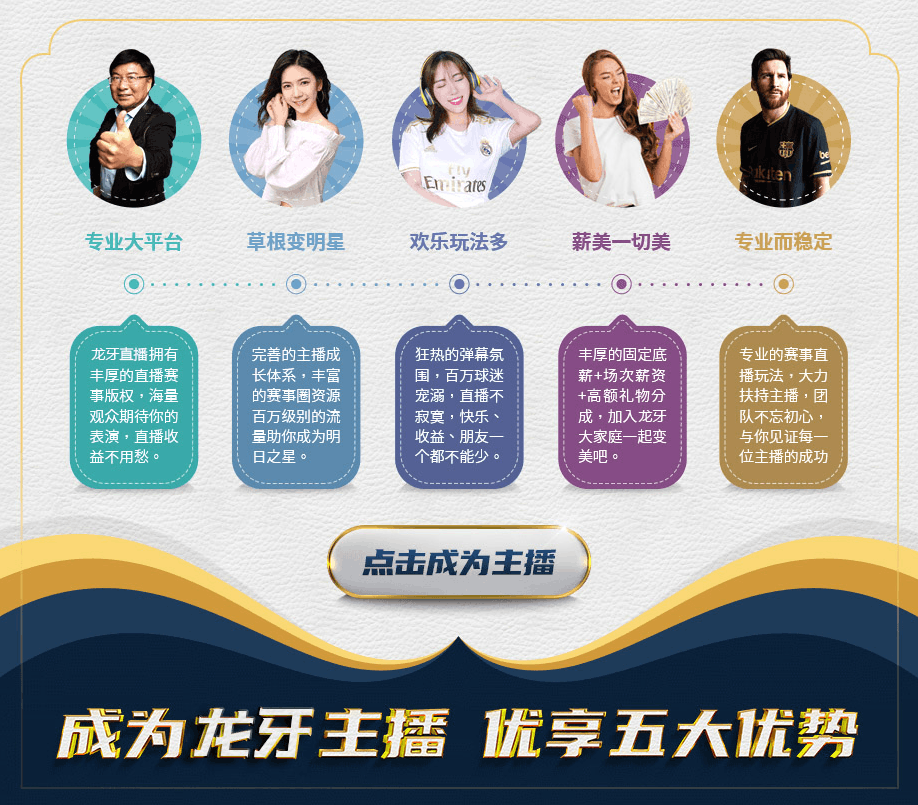 专业大平台
草根变明星
欢乐玩法多
薪美一切美
专业而稳定
龙牙直播拥有
丰厚的直播赛
事版权，海量
观众期待你的
表演，直播收
益不用愁。
完善的主播成
长体系，丰富
的赛事圈资源
百万级别的流
量助你成为明
日之星。
狂热的弹幕氛
围，百万球迷
宠溺，直播不
寂寞，快乐、
收益、朋友一
个都不能少。
丰厚的固定底
薪+场次薪资
+高额礼物分
成，加入龙牙
大家庭一起变
美吧。
专业的赛事直
播玩法，大力
扶持主播，团
队不忘初心，
与你见证每一
位主播的成功
Fly
Emirates
点击成为主播
成为龙牙主播 优享五大优势